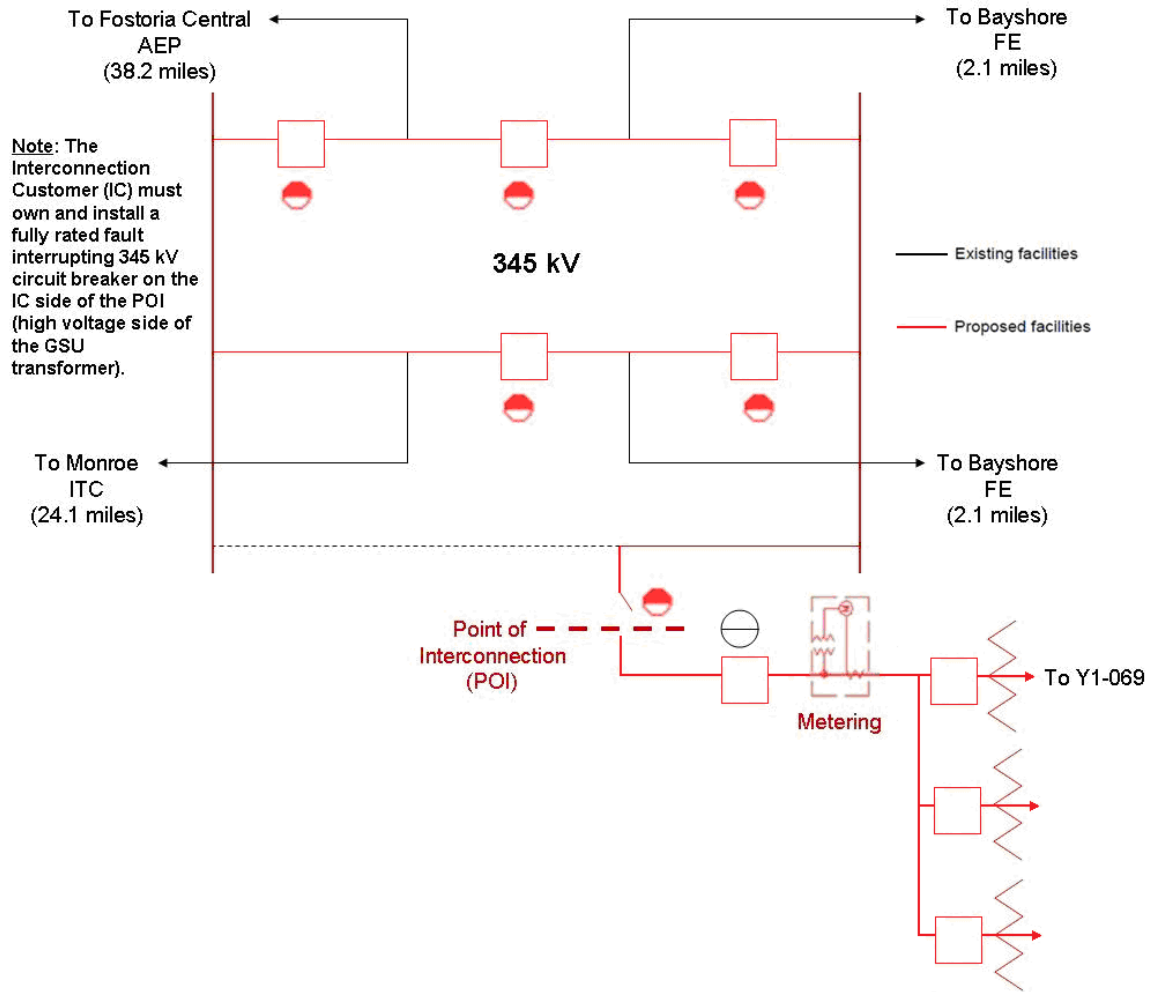 To Fostoria Central
AEP
(38.2 miles)
To Bayshore
FE
(2.1 miles)
Note: The
Interconnection
Customer (IC) must
own and install a
fully rated fault
interrupting 345 kV
circuit breaker on the
IC side of the POI
(high voltage side of
the GSU
transformer).
345 kV
Existing facilities
Proposed facilities
To Monroe
ITC
(24.1 miles)
To Bayshore
FE
(2.1 miles)
Point of
Interconnection
(POI)
Metering
To Y1-069